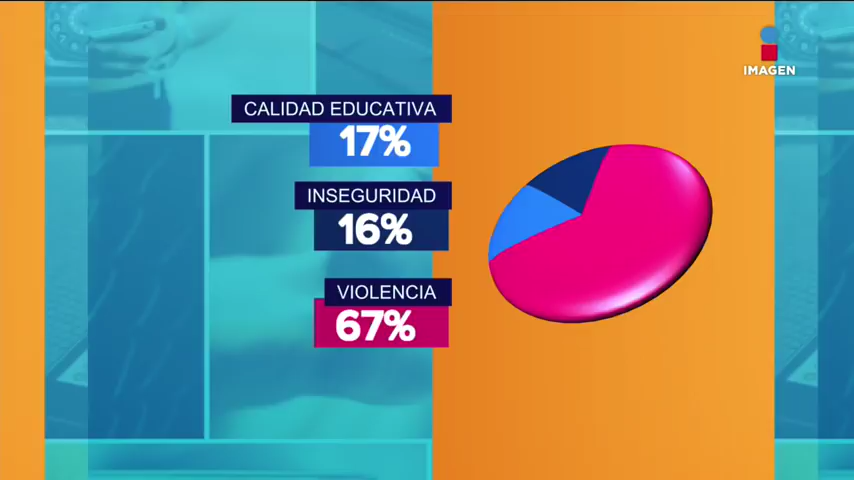 IMAGEN
CALIDAD EDUCATIVA
17%
INSEGURIDAD
16%
VIOLENCIA
67%